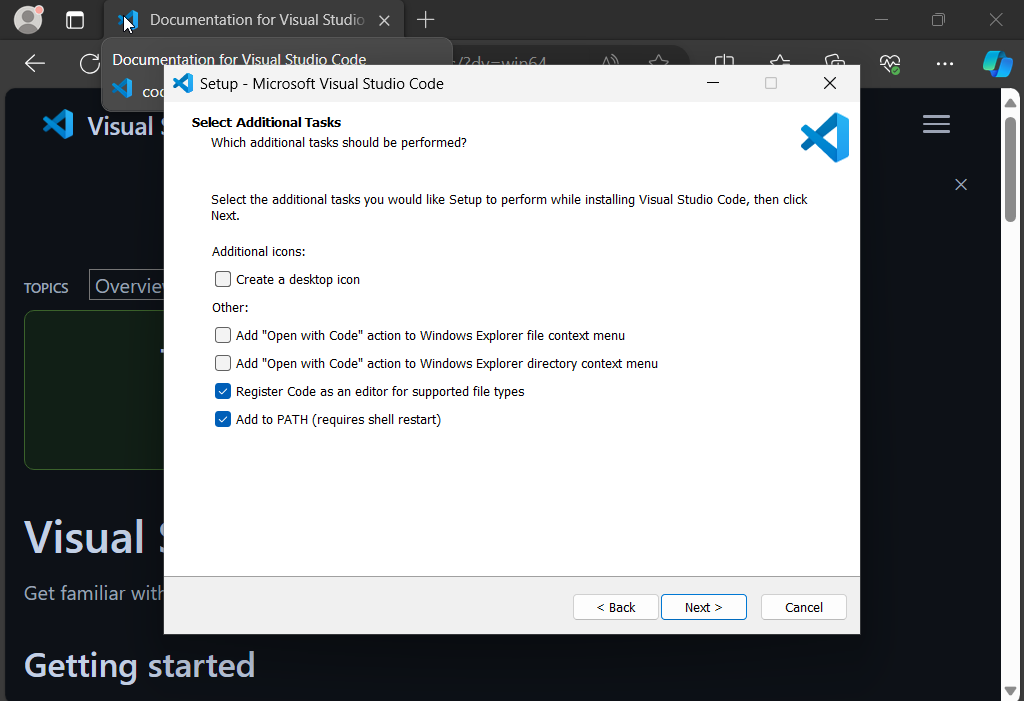 Documentation for Visual Studio
Documentation for Visual Studio Code
Setup - Microsoft Visual Studio Code
Visual
Select Additional Tasks
Which additional tasks should be performed?
Select the additional tasks you would like Setup to perform while installing Visual Studio Code, then click
Next.
Additional icons:
Create a desktop icon
TOPICS
Other:
Add "Open with Code" action to Windows Explorer file context menu
Add "Open with Code" action to Windows Explorer directory context menu
Register Code as an editor for supported file types
Add to PATH (requires shell restart)
Visual
Get familiar with
< Back
Next >
Cancel
Getting started